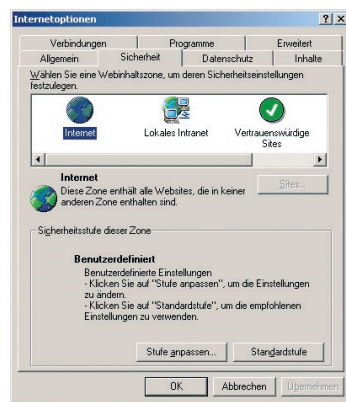 Internetoptionen
Verbindungen Programme Erweitert
Allgemein Sicherheit Datenschutz Inhalte
Wählen Sie eine Webinhaltszone, um deren Sicherheitseinstellungen
festzulegen.
Internet Lokales Intranet Vertrauenswürdige
Sites
Internet
Diese Zone enthält alle Websites, die in keiner
anderen Zone enthalten sind.
Sites...
Sicherheitsstufe dieser Zone
Benutzerdefiniert
Benutzerdefinierte Einstellungen
- Klicken Sie auf "Stufe anpassen", um die Einstellungen
zu ändern.
- Klicken Sie auf "Standardstufe", um die empfohlenen
Einstellungen zu verwenden.
Stufe anpassen... Standardstufe
OK Abbrechen Übernehmen